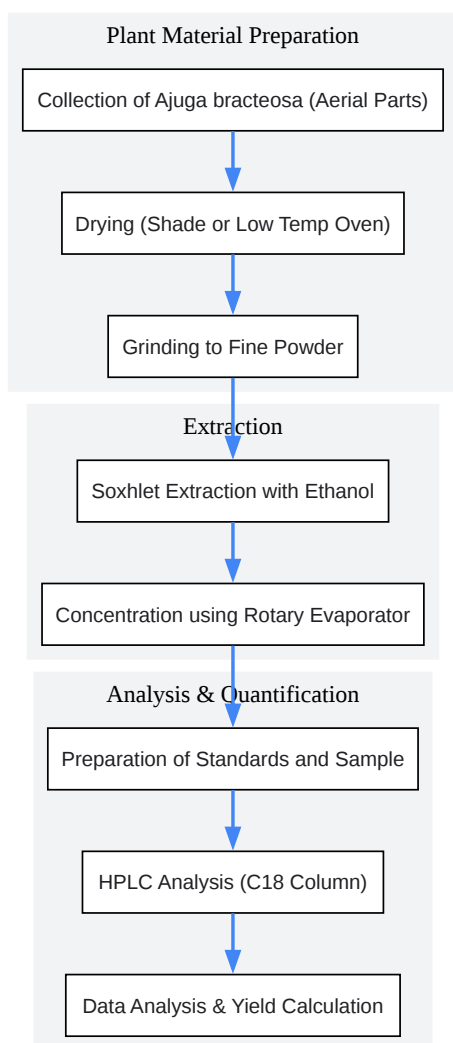 Plant Material Preparation
Collection of Ajuga bracteosa (Aerial Parts)
Drying (Shade or Low Temp Oven)
Grinding to Fine Powder
Extraction
Soxhlet Extraction with Ethanol
Concentration using Rotary Evaporator
Analysis & Quantification
Preparation of Standards and Sample
HPLC Analysis (C18 Column)
Data Analysis & Yield Calculation